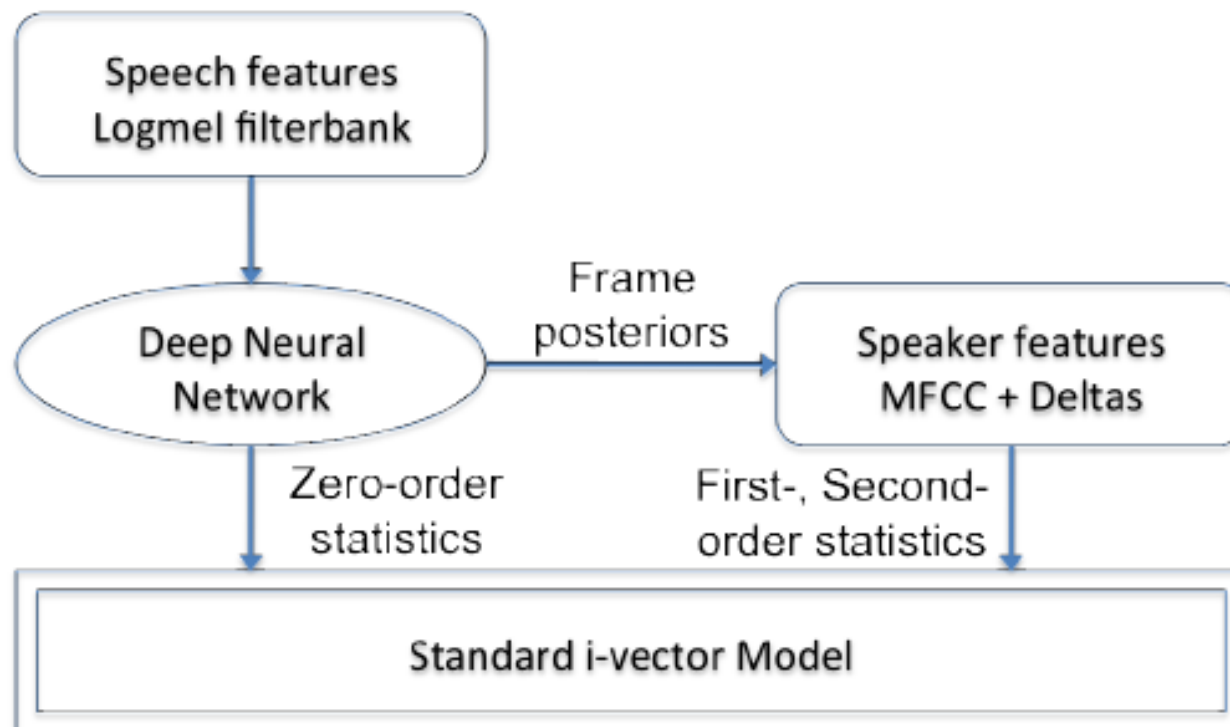 Speech features
Logmel filterbank
Frame
posteriors
Deep Neural
Network
Speaker features
MFCC + Deltas
Zero-order
statistics
First-, Second-
order statistics
Standard i-vector Model